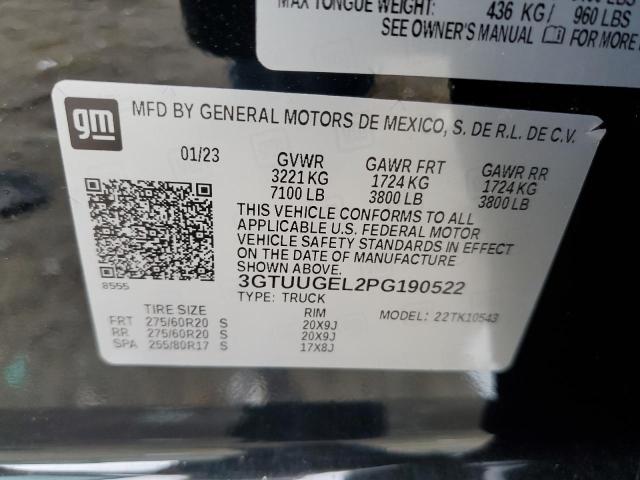 MAX TONGUE WEIGHT: 436 KG/ 960 LBS
SEE OWNER'S MANUAL FOR MORE
gm
MFD BY GENERAL MOTORS DE MEXICO, S. DE R.L. DE C.V.
01/23 GVWR GAWR FRT GAWR RR
3221 KG 1724 KG 1724 KG
7100 LB 3800 LB 3800 LB
THIS VEHICLE CONFORMS TO ALL
APPLICABLE U.S. FEDERAL MOTOR
VEHICLE SAFETY STANDARDS IN EFFECT
ON THE DATE OF MANUFACTURE
SHOWN ABOVE.
8555
3GTUUGEL2PG190522
TYPE: TRUCK
TIRE SIZE RIM MODEL: 22TK10543
FRT 275/60R20 S 20X9J
RR 275/60R20 S 20X9J
SPA 255/80R17 S 17X8J